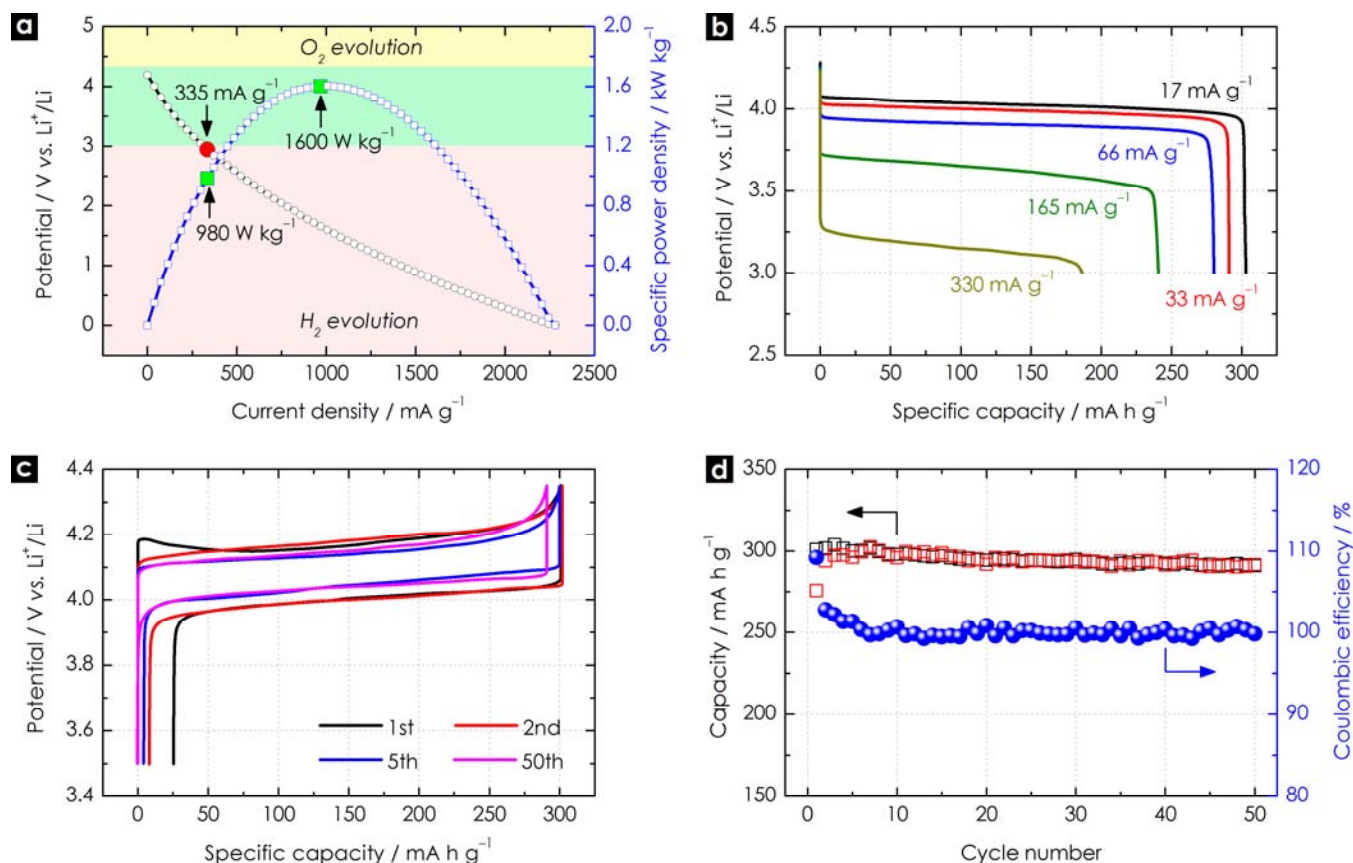 a
O₂ evolution
335 mA g⁻¹
1600 W kg⁻¹
980 W kg⁻¹
H₂ evolution
5
4
3
2
1
0
2.0
1.6
1.2
0.8
0.4
0.0
0 500 1000 1500 2000 2500
Potential / V vs. Li⁺/Li
Specific power density / kW kg⁻¹
Current density / mA g⁻¹
b
17 mA g⁻¹
66 mA g⁻¹
165 mA g⁻¹
330 mA g⁻¹
33 mA g⁻¹
4.5
4.0
3.5
3.0
2.5
0 50 100 150 200 250 300
Potential / V vs. Li⁺/Li
Specific capacity / mA h g⁻¹
c
4.4
4.2
4.0
3.8
3.6
3.4
1st 2nd
5th 50th
0 50 100 150 200 250 300
Potential / V vs. Li⁺/Li
Specific capacity / mA h g⁻¹
d
350
300
250
200
150
120
110
100
90
80
0 10 20 30 40 50
Capacity / mA h g⁻¹
Coulombic efficiency / %
Cycle number